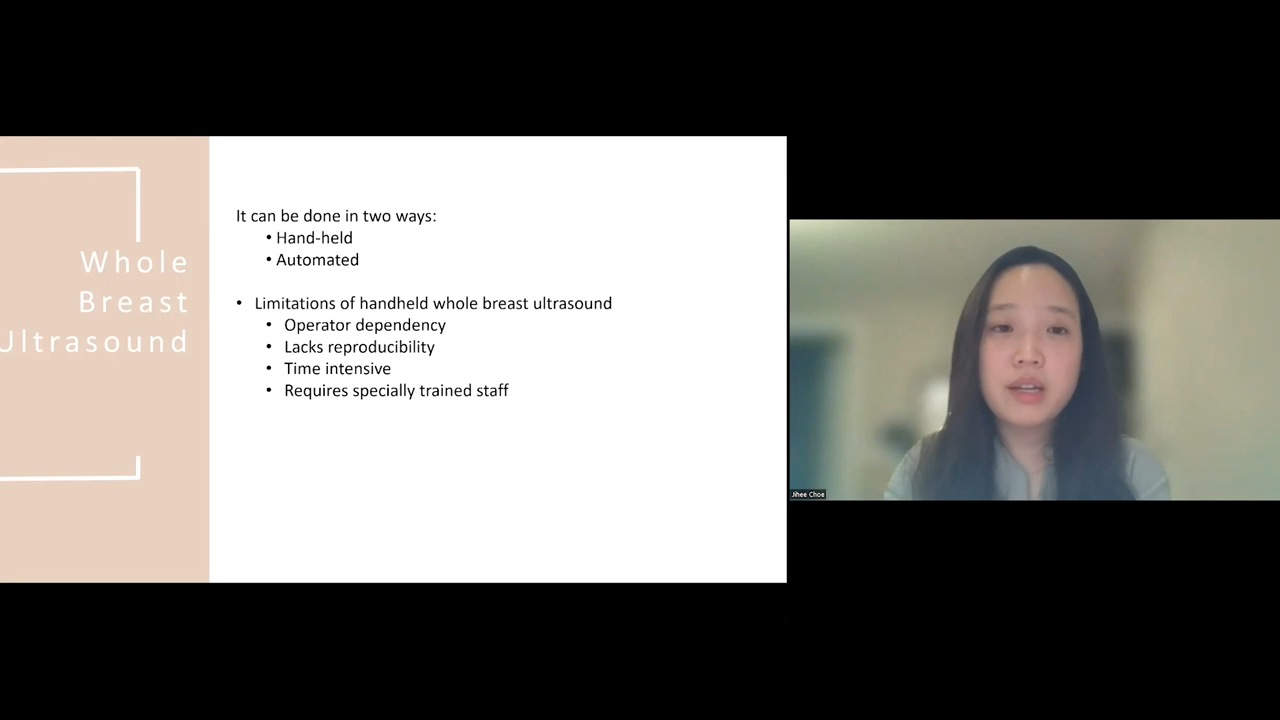 Whole
Breast
Ultrasound
It can be done in two ways:
• Hand-held
• Automated
• Limitations of handheld whole breast ultrasound
• Operator dependency
• Lacks reproducibility
• Time intensive
• Requires specially trained staff
Jihee Choe